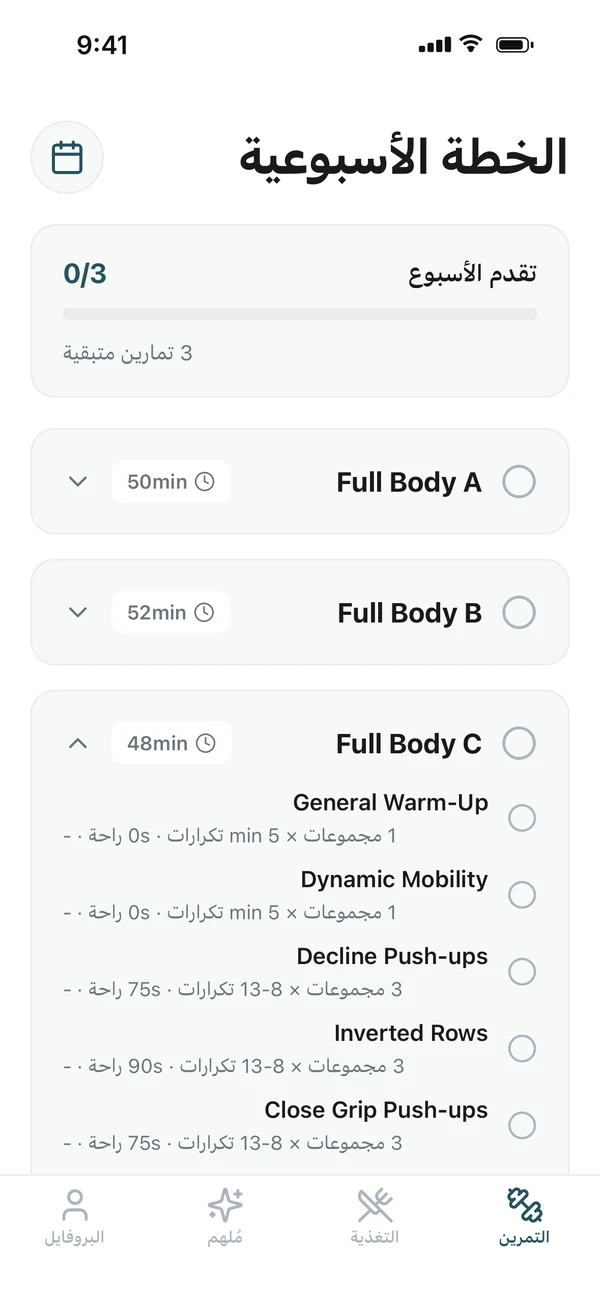 9:41
الخطة الأسبوعية
تقدم الأسبوع 0/3
3 تمارين متبقية
Full Body A 50min
Full Body B 52min
Full Body C 48min
General Warm-Up
1 مجموعات × 5 min تكرارات · 0s راحة · -
Dynamic Mobility
1 مجموعات × 5 min تكرارات · 0s راحة · -
Decline Push-ups
3 مجموعات × 8-13 تكرارات · 75s راحة · -
Inverted Rows
3 مجموعات × 8-13 تكرارات · 90s راحة · -
Close Grip Push-ups
3 مجموعات × 8-13 تكرارات · 75s راحة · -
التمرين التغذية مُلهم البروفايل